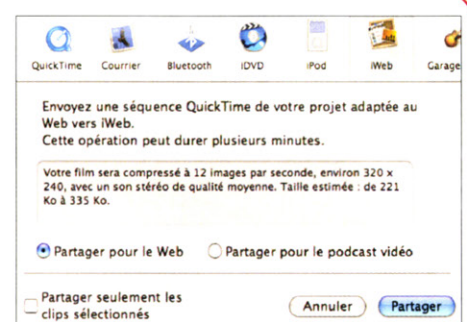 QuickTime Courrier Bluetooth iDVD iPod iWeb Garage
Envoyez une séquence QuickTime de votre projet adaptée au
Web vers iWeb.
Cette opération peut durer plusieurs minutes.
Votre film sera compressé à 12 images par seconde, environ 320 x
240, avec un son stéréo de qualité moyenne. Taille estimée : de 221
Ko à 335 Ko.
Partager pour le Web Partager pour le podcast vidéo
Partager seulement les
clips sélectionnés
Annuler Partager